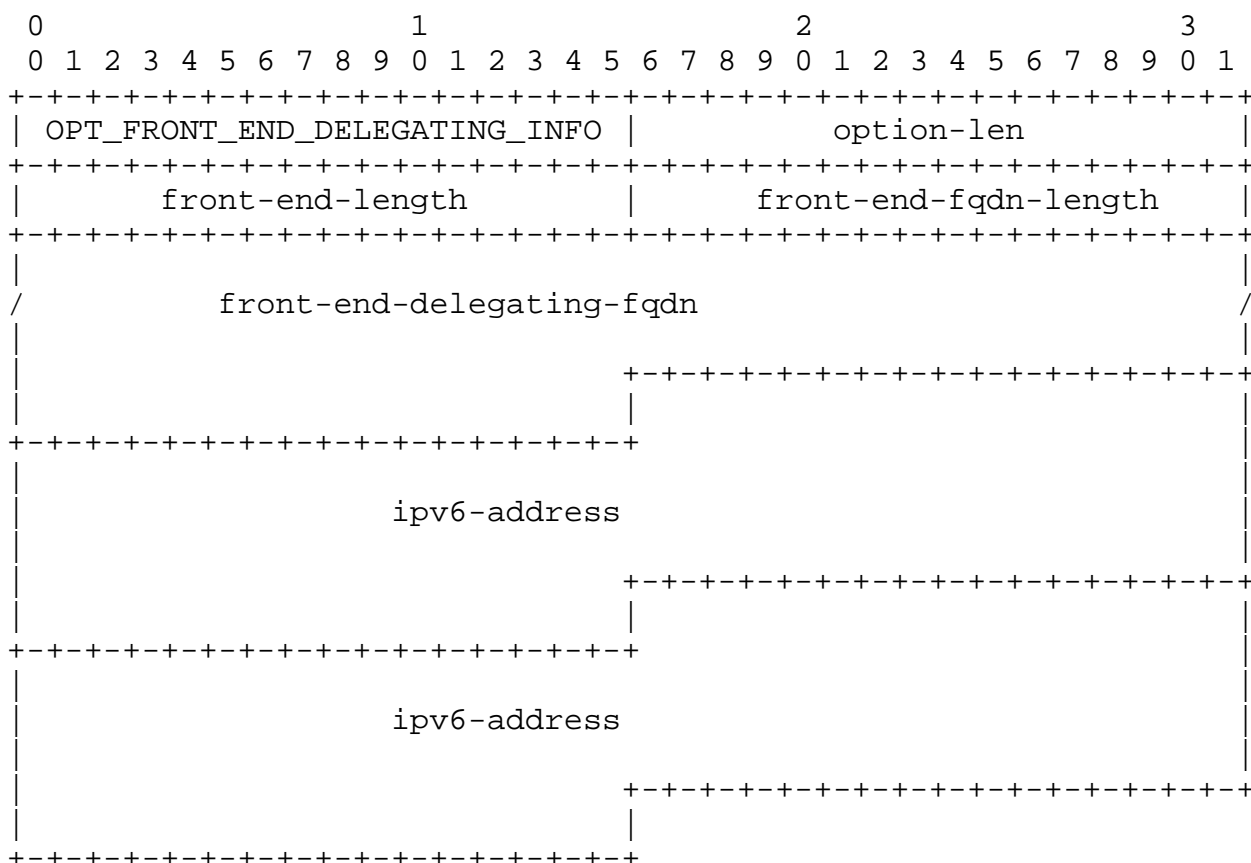 0                   1                   2                   3
 0 1 2 3 4 5 6 7 8 9 0 1 2 3 4 5 6 7 8 9 0 1 2 3 4 5 6 7 8 9 0 1
+-+-+-+-+-+-+-+-+-+-+-+-+-+-+-+-+-+-+-+-+-+-+-+-+-+-+-+-+-+-+-+-+
| OPT_FRONT_END_DELEGATING_INFO |          option-len           |
+-+-+-+-+-+-+-+-+-+-+-+-+-+-+-+-+-+-+-+-+-+-+-+-+-+-+-+-+-+-+-+-+
|       front-end-length        |      front-end-fqdn-length    |
+-+-+-+-+-+-+-+-+-+-+-+-+-+-+-+-+-+-+-+-+-+-+-+-+-+-+-+-+-+-+-+-+
|                                                               |
/          front-end-delegating-fqdn                            /
|                                                               |
|                               +-+-+-+-+-+-+-+-+-+-+-+-+-+-+-+-+
|                               |                               |
+-+-+-+-+-+-+-+-+-+-+-+-+-+-+-+-+                               |
|                                                               |
|                   ipv6-address                                |
|                                                               |
|                               +-+-+-+-+-+-+-+-+-+-+-+-+-+-+-+-+
|                               |                               |
+-+-+-+-+-+-+-+-+-+-+-+-+-+-+-+-+                               |
|                                                               |
|                   ipv6-address                                |
|                                                               |
|                               +-+-+-+-+-+-+-+-+-+-+-+-+-+-+-+-+
|                               |
+-+-+-+-+-+-+-+-+-+-+-+-+-+-+-+-+